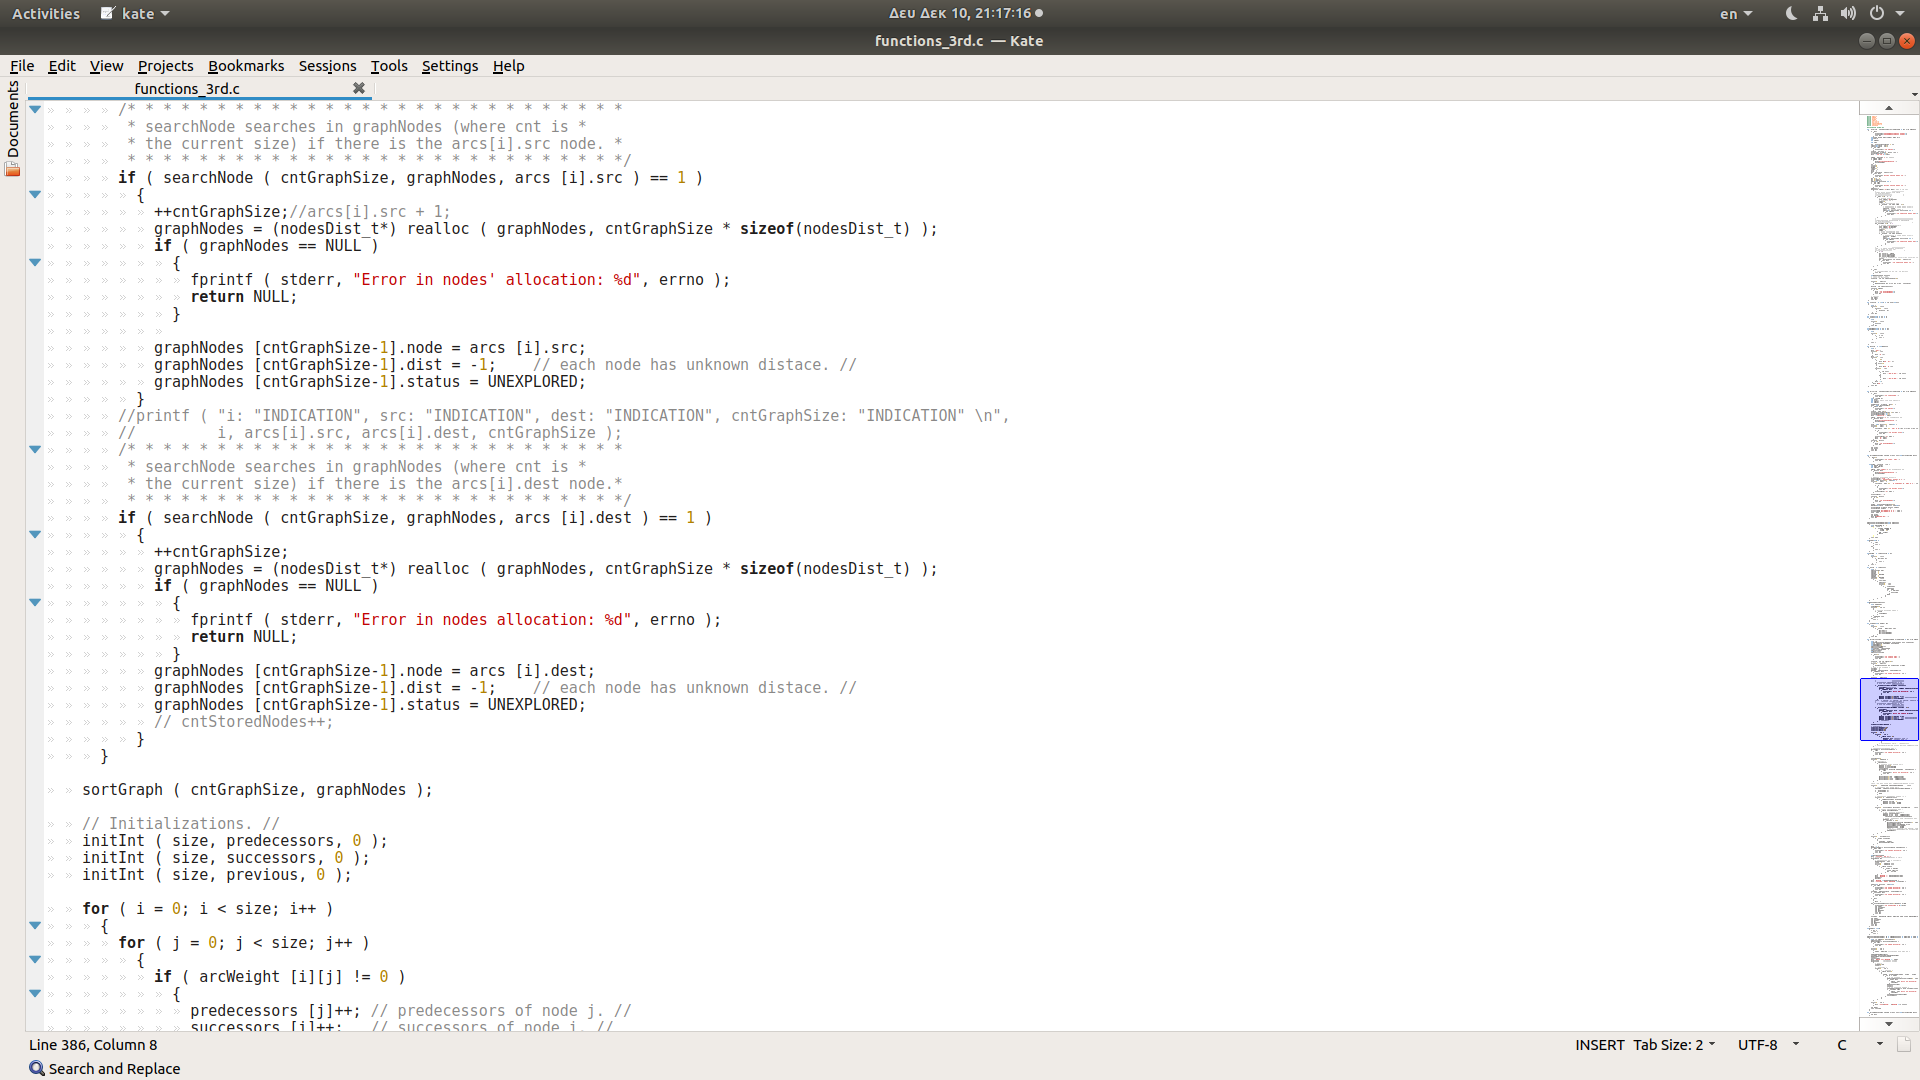 Activities kate Δευ Δεκ 10, 21:17:16 en
functions_3rd.c — Kate
File Edit View Projects Bookmarks Sessions Tools Settings Help
Documents
functions_3rd.c
/* * * * * * * * * * * * * * * * * * * * * * * * * * * *
* searchNode searches in graphNodes (where cnt is *
* the current size) if there is the arcs[i].src node. *
* * * * * * * * * * * * * * * * * * * * * * * * * * * */
if ( searchNode ( cntGraphSize, graphNodes, arcs [i].src ) == 1 )
{
++cntGraphSize;//arcs[i].src + 1;
graphNodes = (nodesDist_t*) realloc ( graphNodes, cntGraphSize * sizeof(nodesDist_t) );
if ( graphNodes == NULL )
{
fprintf ( stderr, "Error in nodes' allocation: %d", errno );
return NULL;
}
graphNodes [cntGraphSize-1].node = arcs [i].src;
graphNodes [cntGraphSize-1].dist = -1;    // each node has unknown distace. //
graphNodes [cntGraphSize-1].status = UNEXPLORED;
}
//printf ( "i: "INDICATION", src: "INDICATION", dest: "INDICATION", cntGraphSize: "INDICATION" \n",
//         i, arcs[i].src, arcs[i].dest, cntGraphSize );
/* * * * * * * * * * * * * * * * * * * * * * * * * * * *
* searchNode searches in graphNodes (where cnt is *
* the current size) if there is the arcs[i].dest node.*
* * * * * * * * * * * * * * * * * * * * * * * * * * * */
if ( searchNode ( cntGraphSize, graphNodes, arcs [i].dest ) == 1 )
{
++cntGraphSize;
graphNodes = (nodesDist_t*) realloc ( graphNodes, cntGraphSize * sizeof(nodesDist_t) );
if ( graphNodes == NULL )
{
fprintf ( stderr, "Error in nodes allocation: %d", errno );
return NULL;
}
graphNodes [cntGraphSize-1].node = arcs [i].dest;
graphNodes [cntGraphSize-1].dist = -1;    // each node has unknown distace. //
graphNodes [cntGraphSize-1].status = UNEXPLORED;
// cntStoredNodes++;
}
}
sortGraph ( cntGraphSize, graphNodes );
// Initializations. //
initInt ( size, predecessors, 0 );
initInt ( size, successors, 0 );
initInt ( size, previous, 0 );
for ( i = 0; i < size; i++ )
{
for ( j = 0; j < size; j++ )
{
if ( arcWeight [i][j] != 0 )
{
predecessors [j]++; // predecessors of node j. //
successors [i]++;   // successors of node i. //
Line 386, Column 8 INSERT Tab Size: 2 UTF-8 C
Search and Replace